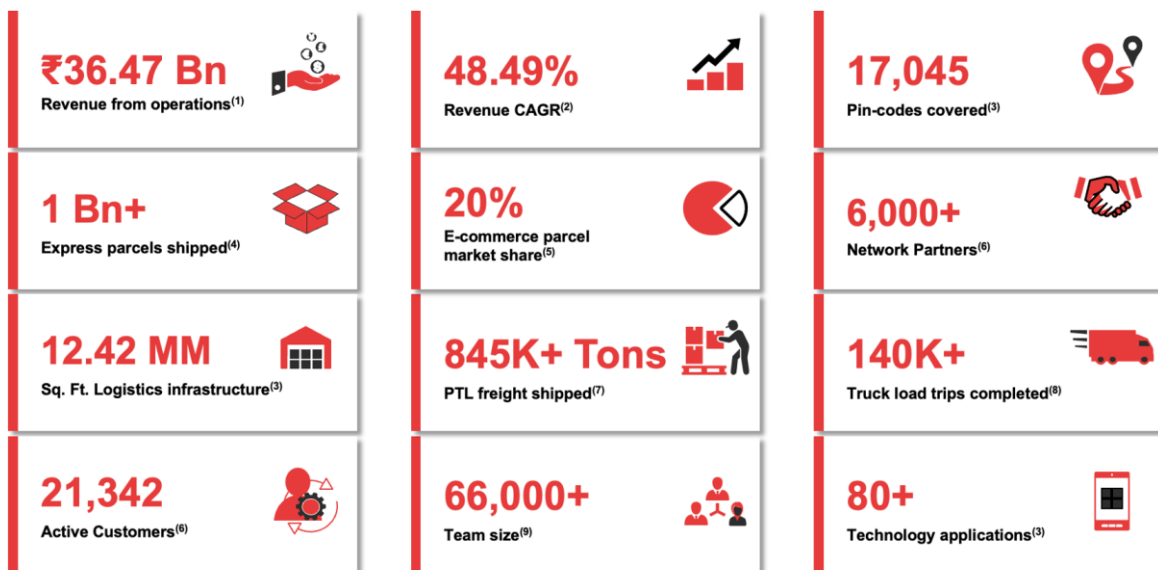 ₹36.47 Bn
Revenue from operations(1)
48.49%
Revenue CAGR(2)
17,045
Pin-codes covered(3)
1 Bn+
Express parcels shipped(4)
20%
E-commerce parcel
market share(5)
6,000+
Network Partners(6)
12.42 MM
Sq. Ft. Logistics infrastructure(3)
845K+ Tons
PTL freight shipped(7)
140K+
Truck load trips completed(8)
21,342
Active Customers(6)
66,000+
Team size(9)
80+
Technology applications(3)